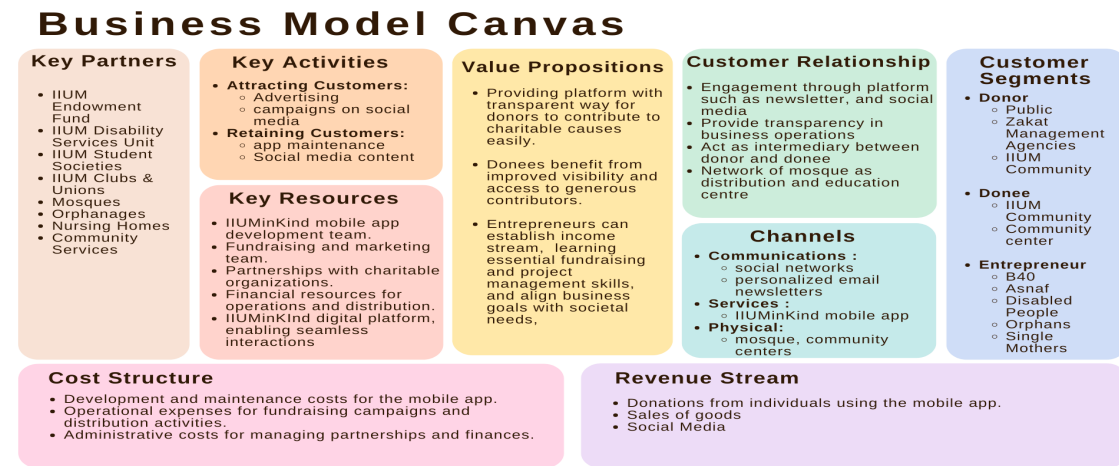 Business Model Canvas
Key Partners
IIUM
Endowment
Fund
IIUM Disability
Services Unit
IIUM Student
Societies
IIUM Clubs &
Unions
Mosques
Orphanages
Nursing Homes
Community
Services
Key Activities
Attracting Customers:
Advertising
campaigns on social
media
Retaining Customers:
app maintenance
Social media content
Key Resources
IIUMinKind mobile app
development team.
Fundraising and marketing
team.
Partnerships with charitable
organizations.
Financial resources for
operations and distribution.
IIUMinKInd digital platform,
enabling seamless
interactions
Value Propositions
Providing platform with
transparent way for
donors to contribute to
charitable causes
easily.
Donees benefit from
improved visibility and
access to generous
contributors.
Entrepreneurs can
establish income
stream, learning
essential fundraising
and project
management skills,
and align business
goals with societal
needs,
Customer Relationship
Engagement through platform
such as newsletter, and social
media
Provide transparency in
business operations
Act as intermediary between
donor and donee
Network of mosque as
distribution and education
centre
Channels
Communications :
social networks
personalized email
newsletters
Services :
IIUMinKind mobile app
Physical:
mosque, community
centers
Customer
Segments
Donor
Public
Zakat
Management
Agencies
IIUM
Community
Donee
IIUM
Community
Community
center
Entrepreneur
B40
Asnaf
Disabled
People
Orphans
Single
Mothers
Cost Structure
Development and maintenance costs for the mobile app.
Operational expenses for fundraising campaigns and
distribution activities.
Administrative costs for managing partnerships and finances.
Revenue Stream
Donations from individuals using the mobile app.
Sales of goods
Social Media